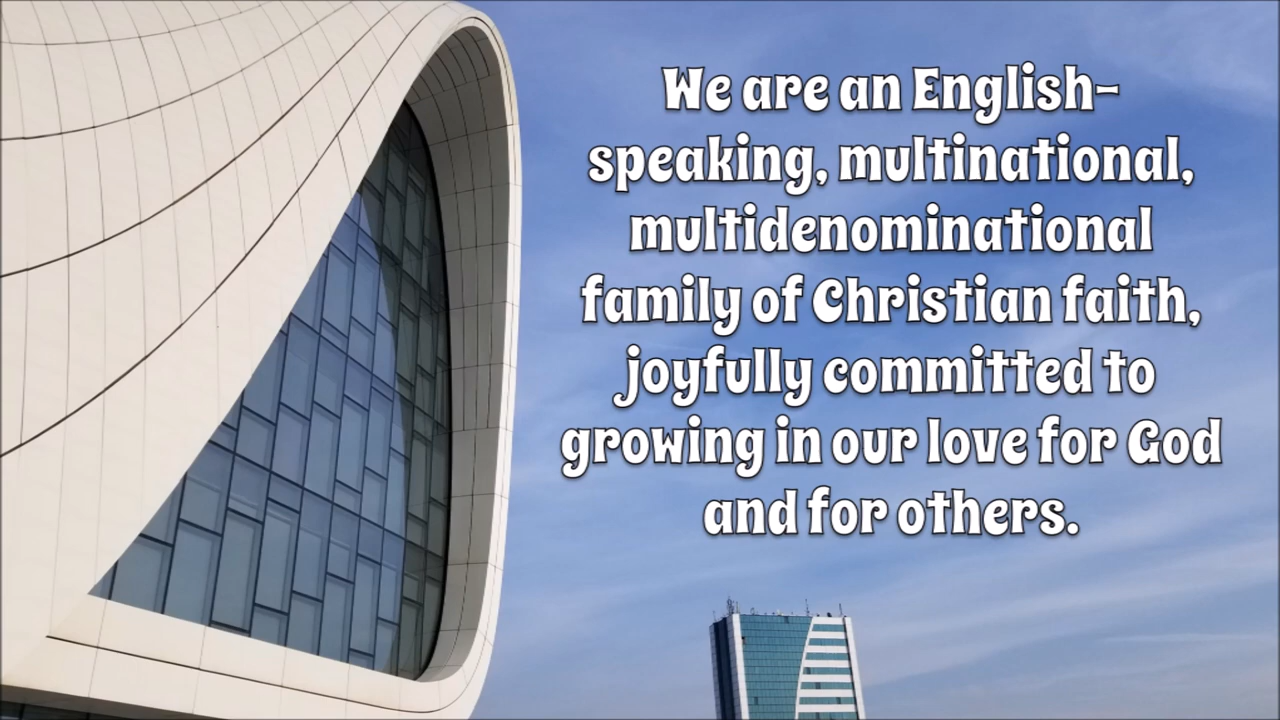 We are an English-
speaking, multinational,
multidenominational
family of Christian faith,
joyfully committed to
growing in our love for God
and for others.